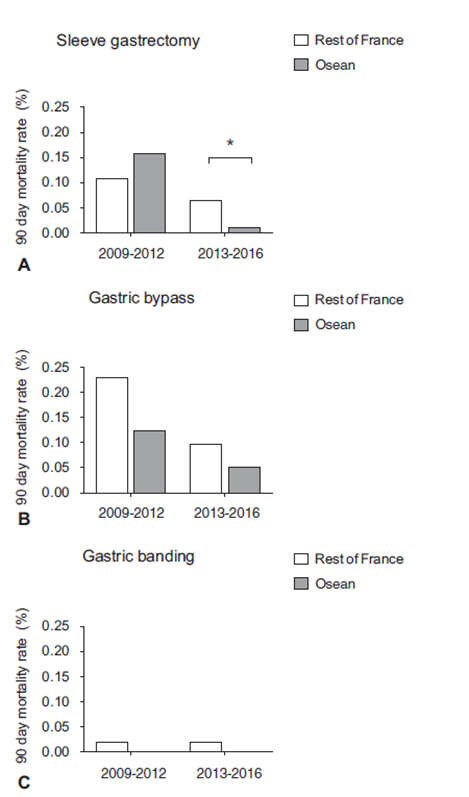 Sleeve gastrectomy
Rest of France
Osean
90 day mortality rate (%)
0.25
0.20
0.15
0.10
0.05
0.00
*
2009-2012
2013-2016
A
Gastric bypass
Rest of France
Osean
90 day mortality rate (%)
0.25
0.20
0.15
0.10
0.05
0.00
2009-2012
2013-2016
B
Gastric banding
Rest of France
Osean
90 day mortality rate (%)
0.25
0.20
0.15
0.10
0.05
0.00
2009-2012
2013-2016
C